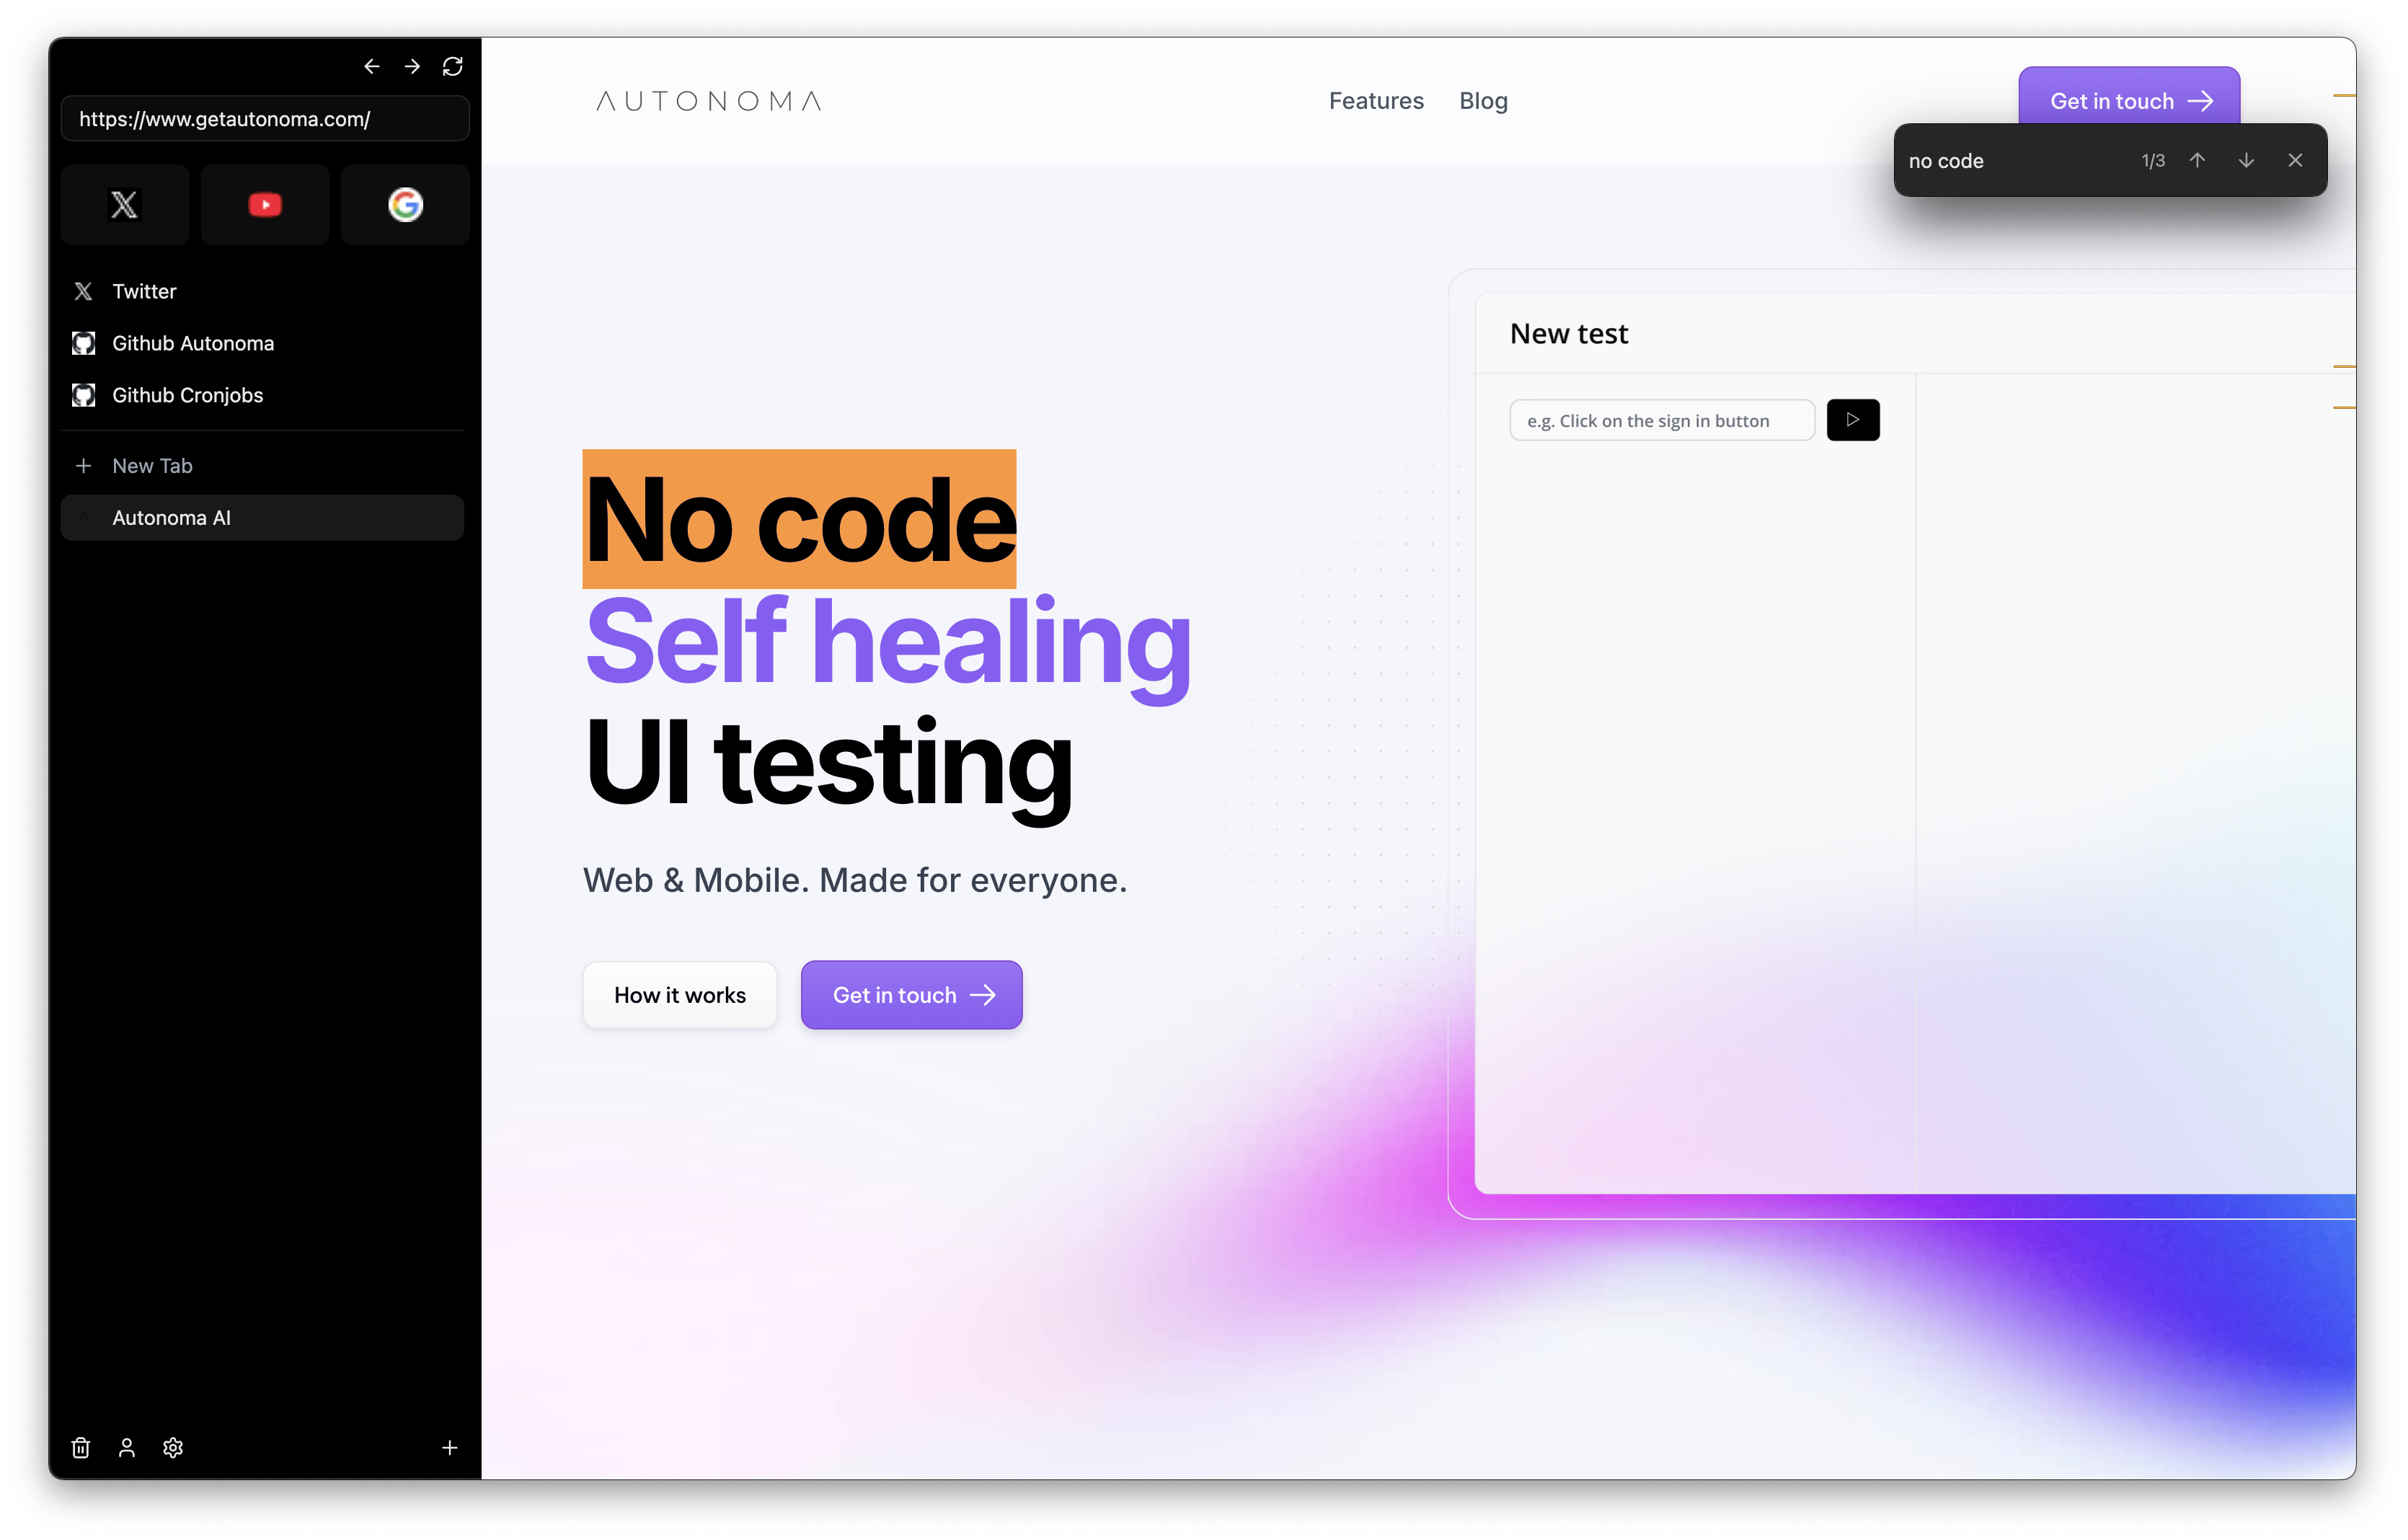 https://www.getautonoma.com/
Twitter
Github Autonoma
Github Cronjobs
New Tab
Autonoma AI
AUTONOMA
Features
Blog
Get in touch
no code
1/3
No code
Self healing
UI testing
Web & Mobile. Made for everyone.
How it works
Get in touch
New test
e.g. Click on the sign in button